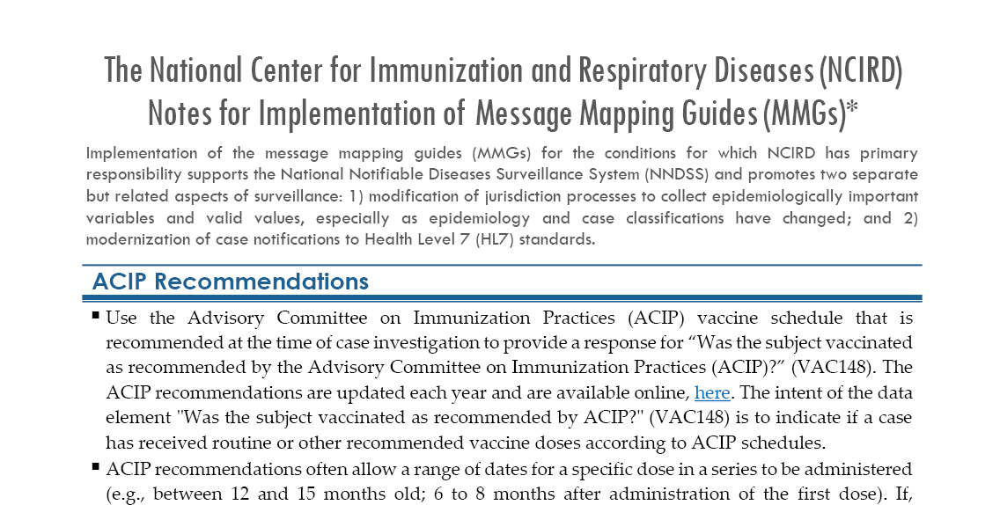 The National Center for Immunization and Respiratory Diseases (NCIRD)
Notes for Implementation of Message Mapping Guides (MMGs)*
Implementation of the message mapping guides (MMGs) for the conditions for which NCIRD has primary
responsibility supports the National Notifiable Diseases Surveillance System (NNDSS) and promotes two separate
but related aspects of surveillance: 1) modification of jurisdiction processes to collect epidemiologically important
variables and valid values, especially as epidemiology and case classifications have changed; and 2)
modernization of case notifications to Health Level 7 (HL7) standards.
ACIP Recommendations
▪ Use the Advisory Committee on Immunization Practices (ACIP) vaccine schedule that is
recommended at the time of case investigation to provide a response for “Was the subject vaccinated
as recommended by the Advisory Committee on Immunization Practices (ACIP)?” (VAC148). The
ACIP recommendations are updated each year and are available online, here. The intent of the data
element "Was the subject vaccinated as recommended by ACIP?" (VAC148) is to indicate if a case
has received routine or other recommended vaccine doses according to ACIP schedules.
▪ ACIP recommendations often allow a range of dates for a specific dose in a series to be administered
(e.g., between 12 and 15 months old; 6 to 8 months after administration of the first dose). If,